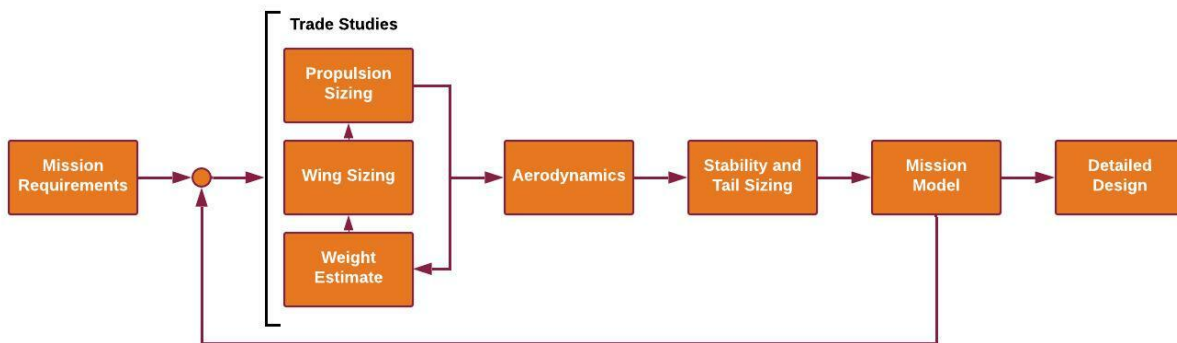 Trade Studies
Propulsion
Sizing
Mission
Requirements
Wing Sizing
Weight
Estimate
Aerodynamics
Stability and
Tail Sizing
Mission
Model
Detailed
Design